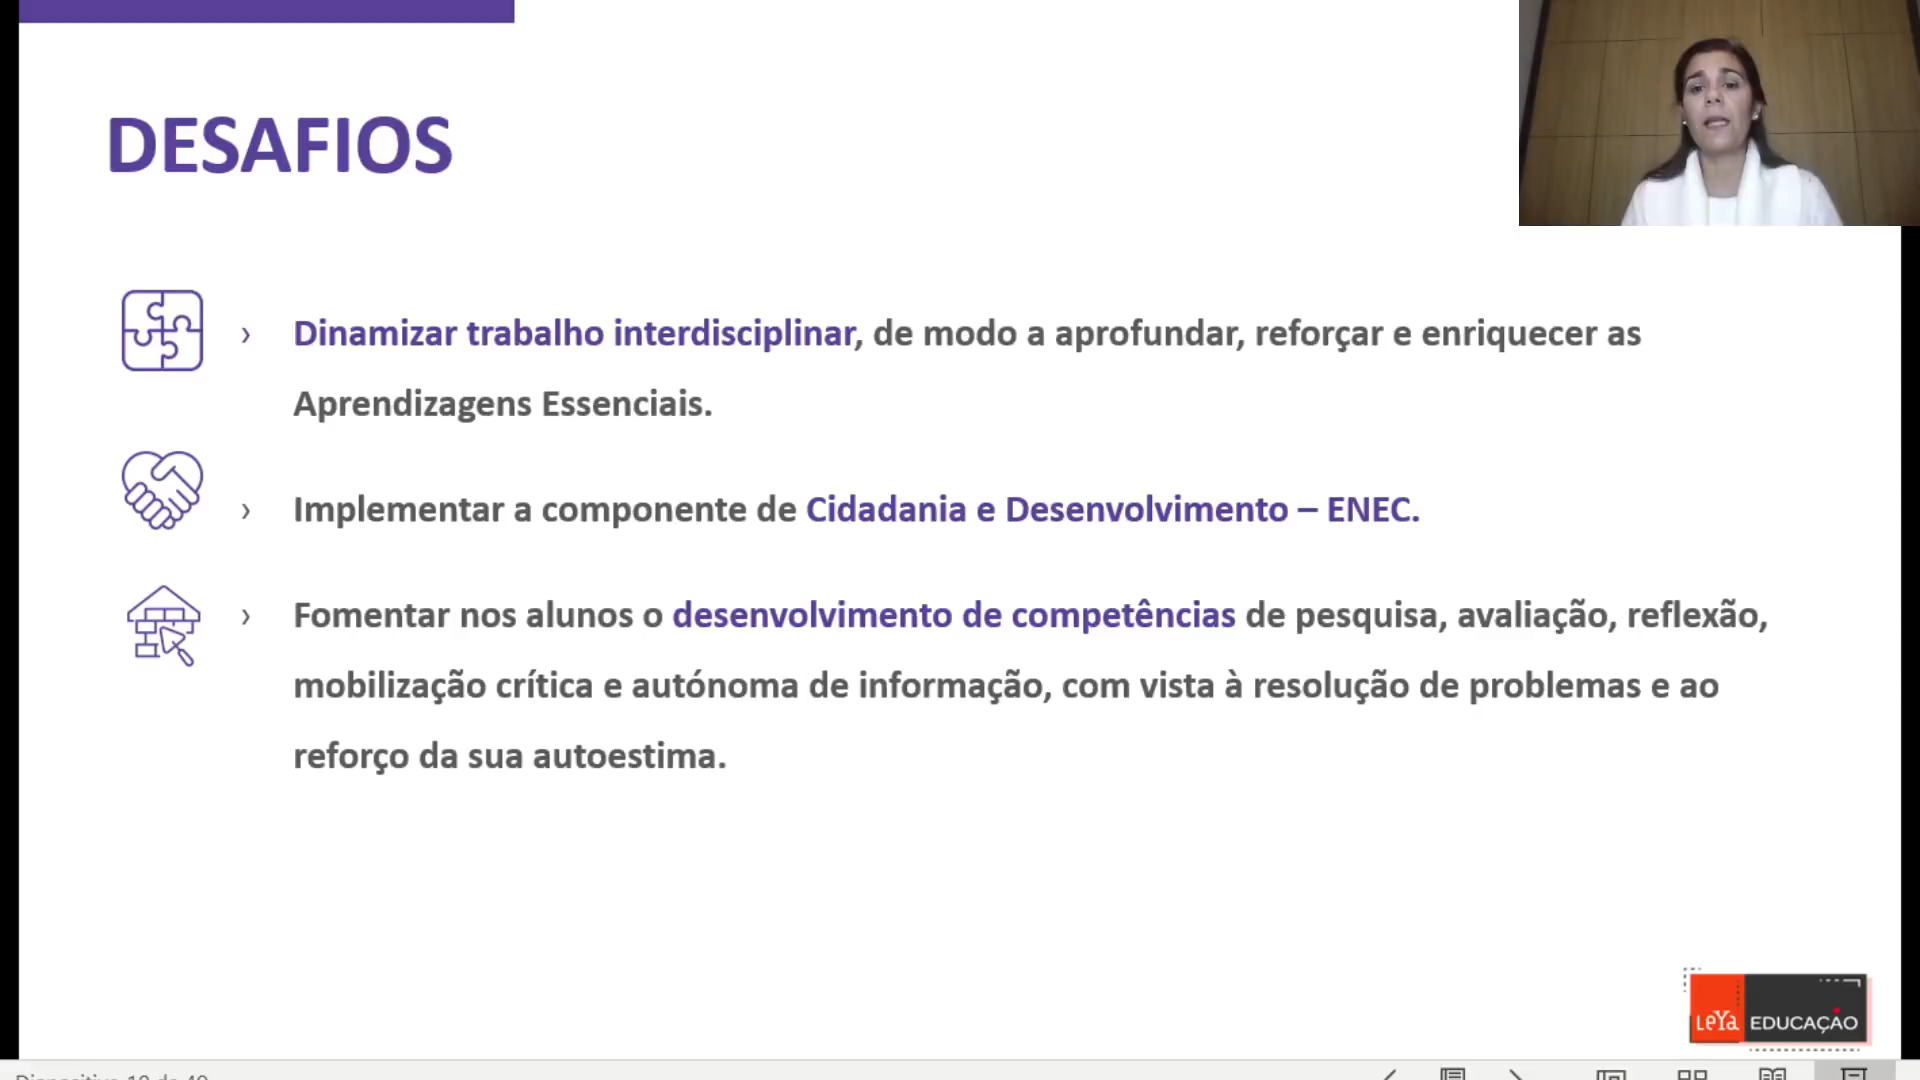 DESAFIOS
› Dinamizar trabalho interdisciplinar, de modo a aprofundar, reforçar e enriquecer as
Aprendizagens Essenciais.
› Implementar a componente de Cidadania e Desenvolvimento – ENEC.
› Fomentar nos alunos o desenvolvimento de competências de pesquisa, avaliação, reflexão,
mobilização crítica e autónoma de informação, com vista à resolução de problemas e ao
reforço da sua autoestima.
LeYa EDUCAÇÃO